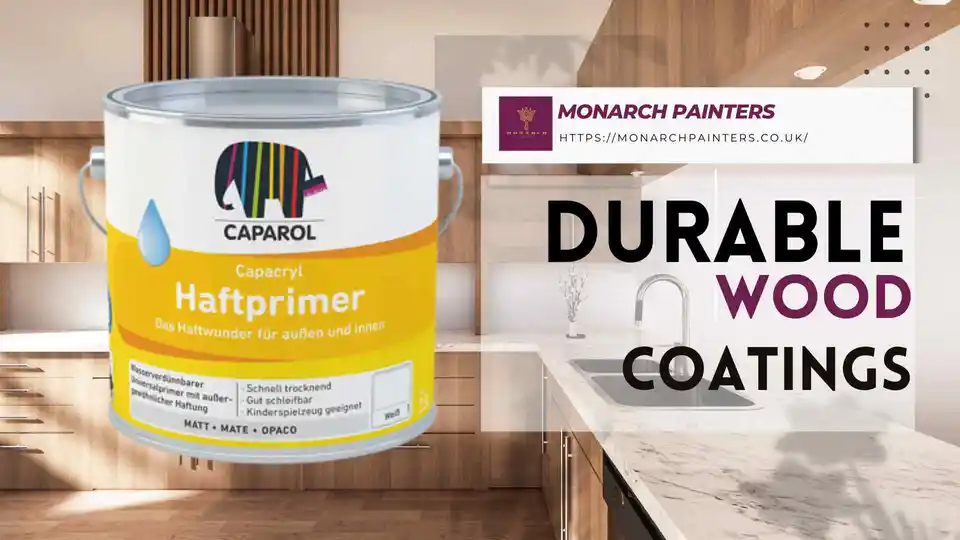 MONARCH PAINTERS
HTTPS://MONARCHPAINTERS.CO.UK/
MONARCH
DURABLE
WOOD
COATINGS
CAPAROL
Capacryl
Haftprimer
Das Haftwunder für außen und innen
Wasserverdünnbarer
Universalprimer mit außer-
gewöhnlicher Haftung
· Schnell trocknend
· Gut schleifbar
· Kinderspielzeug geeignet
Weiß
MATT • MATE • OPACO